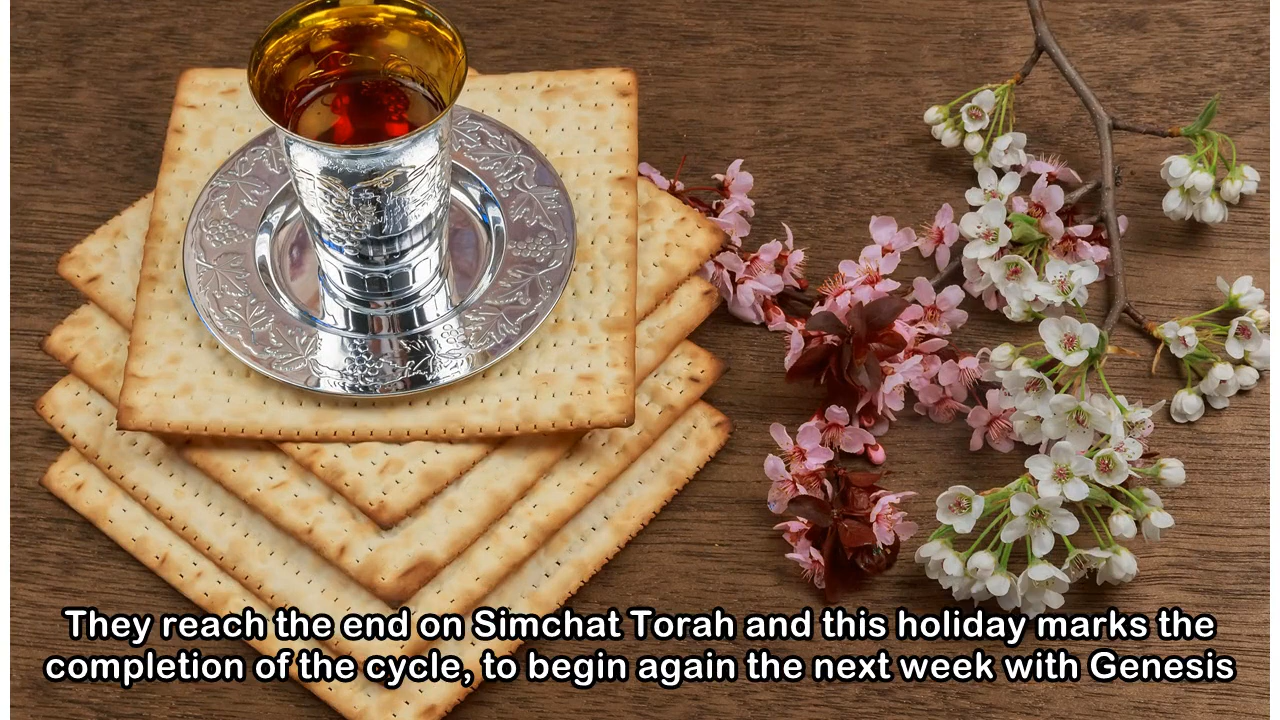 They reach the end on Simchat Torah and this holiday marks the
completion of the cycle, to begin again the next week with Genesis